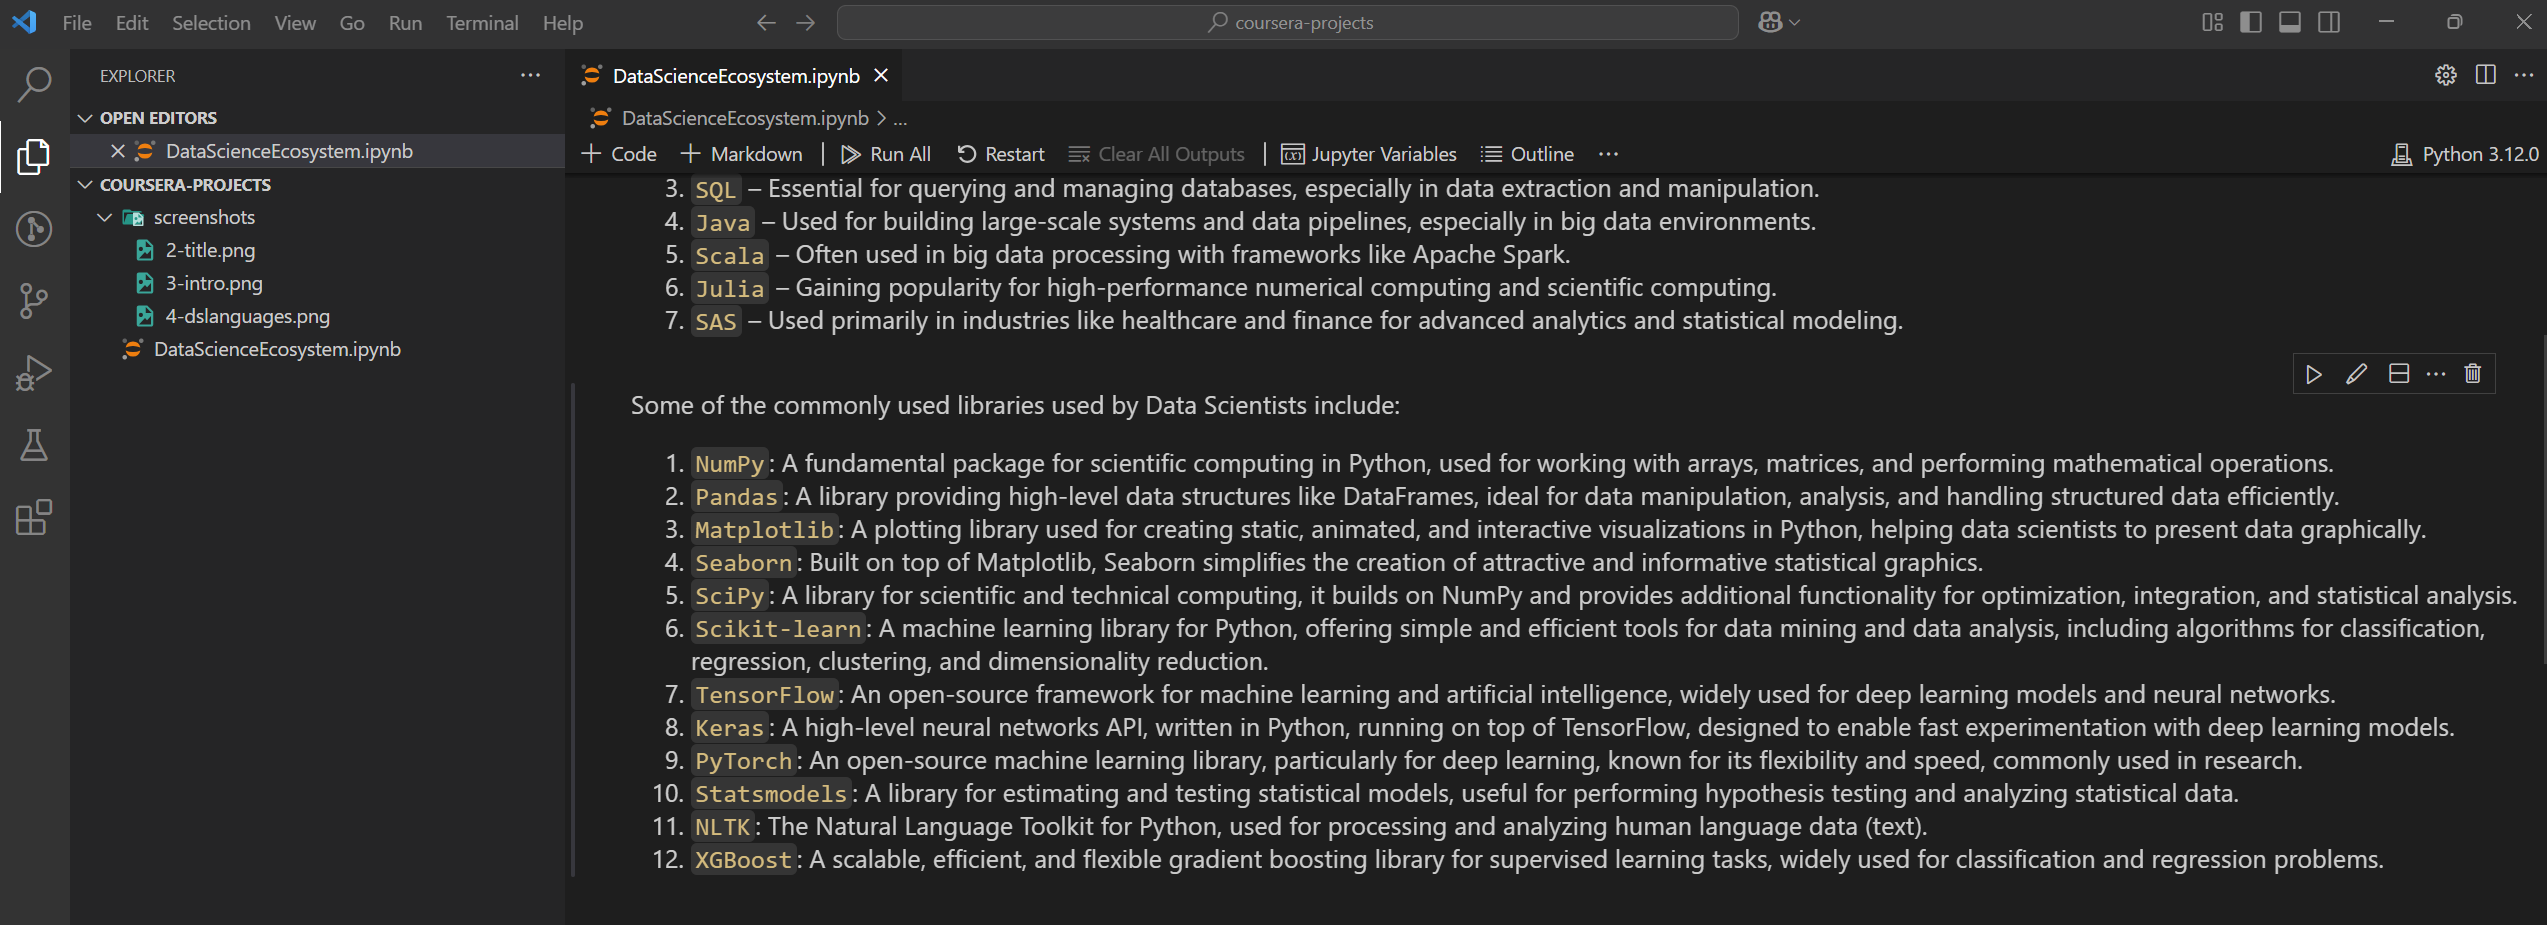 File Edit Selection View Go Run Terminal Help
coursera-projects
EXPLORER
OPEN EDITORS
DataScienceEcosystem.ipynb
COURSERA-PROJECTS
screenshots
2-title.png
3-intro.png
4-dslanguages.png
DataScienceEcosystem.ipynb
DataScienceEcosystem.ipynb
DataScienceEcosystem.ipynb > ...
Code Markdown Run All Restart Clear All Outputs Jupyter Variables Outline ... Python 3.12.0
3. SQL – Essential for querying and managing databases, especially in data extraction and manipulation.
4. Java – Used for building large-scale systems and data pipelines, especially in big data environments.
5. Scala – Often used in big data processing with frameworks like Apache Spark.
6. Julia – Gaining popularity for high-performance numerical computing and scientific computing.
7. SAS – Used primarily in industries like healthcare and finance for advanced analytics and statistical modeling.
Some of the commonly used libraries used by Data Scientists include:
1. NumPy: A fundamental package for scientific computing in Python, used for working with arrays, matrices, and performing mathematical operations.
2. Pandas: A library providing high-level data structures like DataFrames, ideal for data manipulation, analysis, and handling structured data efficiently.
3. Matplotlib: A plotting library used for creating static, animated, and interactive visualizations in Python, helping data scientists to present data graphically.
4. Seaborn: Built on top of Matplotlib, Seaborn simplifies the creation of attractive and informative statistical graphics.
5. SciPy: A library for scientific and technical computing, it builds on NumPy and provides additional functionality for optimization, integration, and statistical analysis.
6. Scikit-learn: A machine learning library for Python, offering simple and efficient tools for data mining and data analysis, including algorithms for classification,
regression, clustering, and dimensionality reduction.
7. TensorFlow: An open-source framework for machine learning and artificial intelligence, widely used for deep learning models and neural networks.
8. Keras: A high-level neural networks API, written in Python, running on top of TensorFlow, designed to enable fast experimentation with deep learning models.
9. PyTorch: An open-source machine learning library, particularly for deep learning, known for its flexibility and speed, commonly used in research.
10. Statsmodels: A library for estimating and testing statistical models, useful for performing hypothesis testing and analyzing statistical data.
11. NLTK: The Natural Language Toolkit for Python, used for processing and analyzing human language data (text).
12. XGBoost: A scalable, efficient, and flexible gradient boosting library for supervised learning tasks, widely used for classification and regression problems.